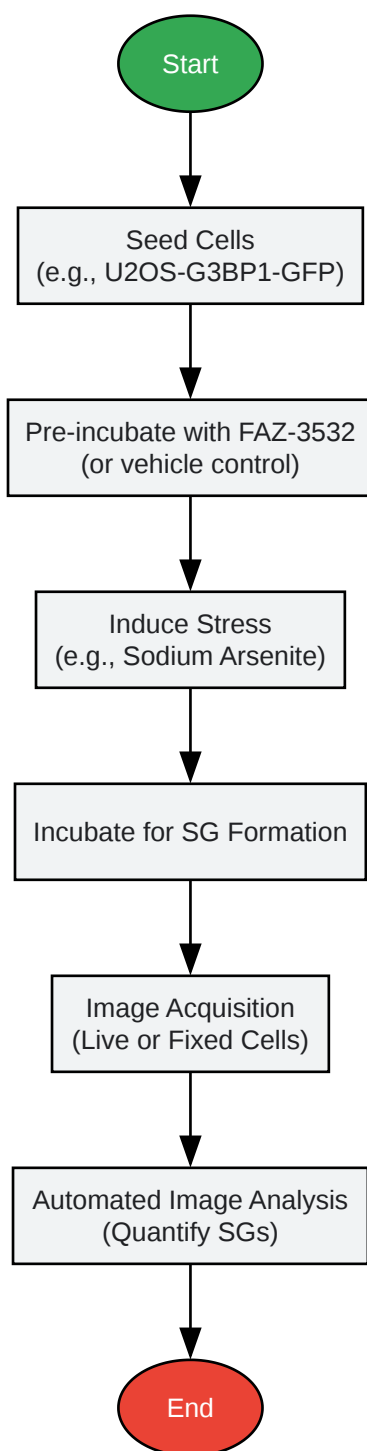 Start
Seed Cells
(e.g., U2OS-G3BP1-GFP)
Pre-incubate with FAZ-3532
(or vehicle control)
Induce Stress
(e.g., Sodium Arsenite)
Incubate for SG Formation
Image Acquisition
(Live or Fixed Cells)
Automated Image Analysis
(Quantify SGs)
End